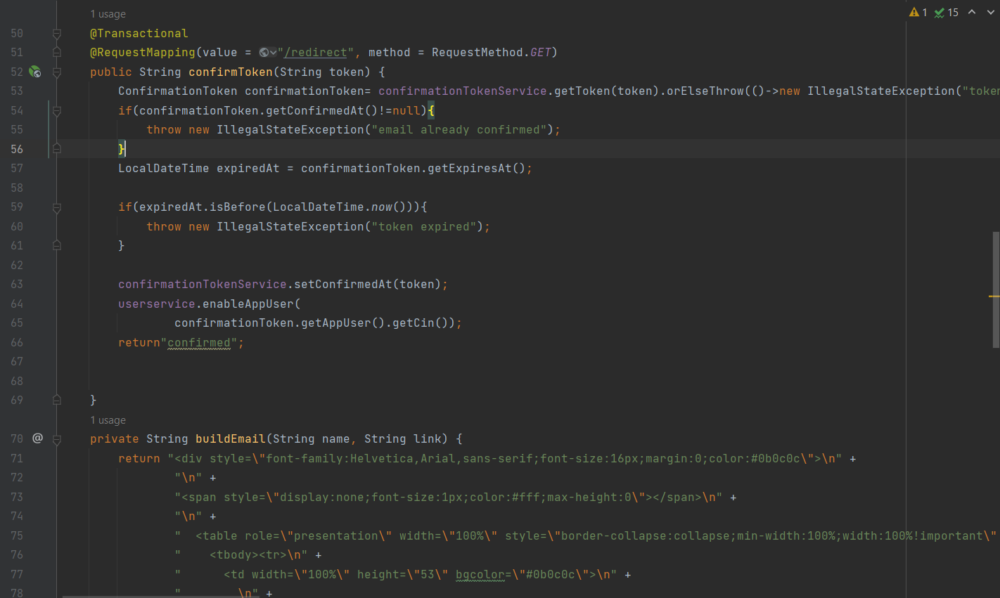 1 usage
1 15
50 @Transactional
51 @RequestMapping(value = "/redirect", method = RequestMethod.GET)
52 public String confirmToken(String token) {
53 ConfirmationToken confirmationToken= confirmationTokenService.getToken(token).orElseThrow(()->new IllegalStateException("token
54 if(confirmationToken.getConfirmedAt()!=null){
55 throw new IllegalStateException("email already confirmed");
56 }
57 LocalDateTime expiredAt = confirmationToken.getExpiresAt();
58
59 if(expiredAt.isBefore(LocalDateTime.now())){
60 throw new IllegalStateException("token expired");
61 }
62
63 confirmationTokenService.setConfirmedAt(token);
64 userservice.enableAppUser(
65 confirmationToken.getAppUser().getCin());
66 return"confirmed";
67
68
69 }
1 usage
70 @ private String buildEmail(String name, String link) {
71 return "<div style=\"font-family:Helvetica,Arial,sans-serif;font-size:16px;margin:0;color:#0b0c0c\">\n" +
72 "\n" +
73 "<span style=\"display:none;font-size:1px;color:#fff;max-height:0\"></span>\n" +
74 "\n" +
75 " <table role=\"presentation\" width=\"100%\" style=\"border-collapse:collapse;min-width:100%;width:100%!important\"
76 " <tbody><tr>\n" +
77 " <td width=\"100%\" height=\"53\" bgcolor=\"#0b0c0c\">\n" +
78 " \n" +